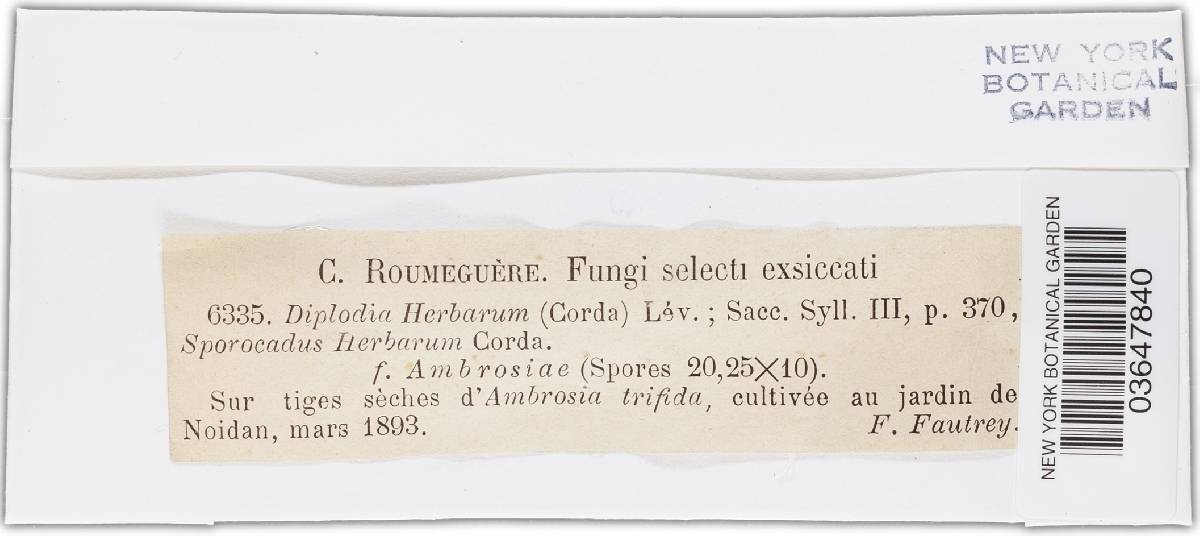 NEW YORK
BOTANICAL
GARDEN
C. ROUMEGUÈRE. Fungi selecti exsiccati
6335. Diplodia Herbarum (Corda) Lév. ; Sacc. Syll. III, p. 370,
Sporocadus Herbarum Corda.
f. Ambrosiae (Spores 20,25×10).
Sur tiges sèches d'Ambrosia trifida, cultivée au jardin de
Noidan, mars 1893. F. Fautrey.
NEW YORK BOTANICAL GARDEN
03647840